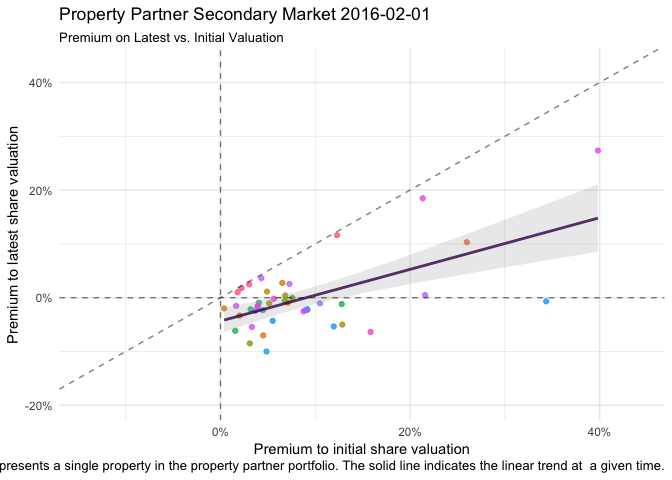 Property Partner Secondary Market 2016-02-01
Premium on Latest vs. Initial Valuation
Premium to latest share valuation
40%
20%
0%
-20%
0%
20%
40%
Premium to initial share valuation
presents a single property in the property partner portfolio. The solid line indicates the linear trend at  a given time.